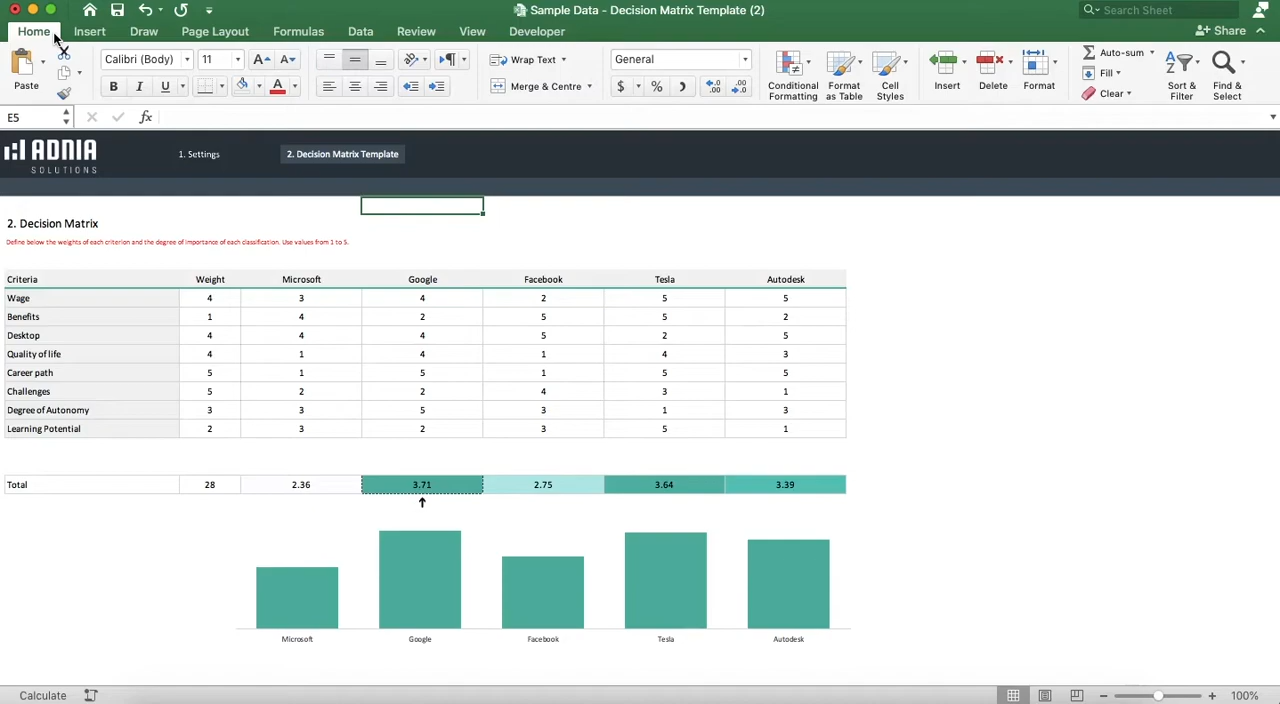 Sample Data - Decision Matrix Template (2)
Search Sheet
Home Insert Draw Page Layout Formulas Data Review View Developer
Share
Paste
Calibri (Body) 11 A A
Wrap Text
General
Auto-sum
Fill
Clear
B I U A
Merge & Centre
$ % )
Conditional Formatting
Format as Table
Cell Styles
Insert
Delete
Format
Sort & Filter
Find & Select
E5 fx
ADNIA
SOLUTIONS
1. Settings
2. Decision Matrix Template
2. Decision Matrix
Define below the weights of each criterion and the degree of importance of each classification. Use values from 1 to 5.
Criteria Weight Microsoft Google Facebook Tesla Autodesk
Wage 4 3 4 2 5 5
Benefits 1 4 2 5 5 2
Desktop 4 4 4 5 2 5
Quality of life 4 1 4 1 4 3
Career path 5 1 5 1 5 5
Challenges 5 2 2 4 3 1
Degree of Autonomy 3 3 5 3 1 3
Learning Potential 2 3 2 3 5 1
Total 28 2.36 3.71 2.75 3.64 3.39
Microsoft Google Facebook Tesla Autodesk
Calculate
100%